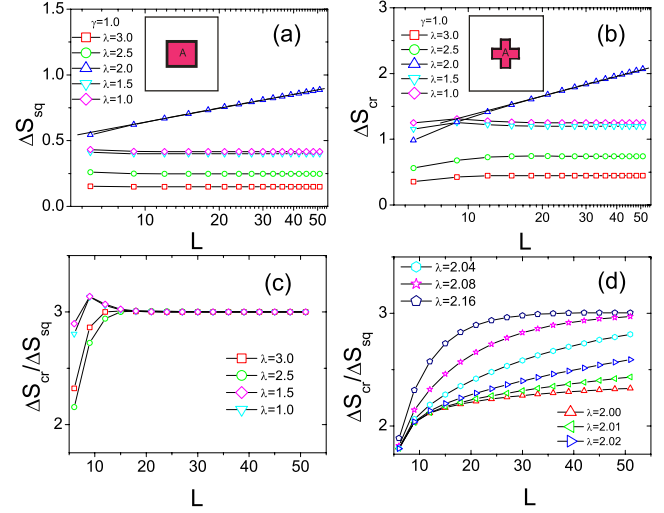 1.5
1.0
0.5
0.0
ΔS_sq
γ=1.0
λ=3.0
λ=2.5
λ=2.0
λ=1.5
λ=1.0
A
(a)
10
20
30
40
50
L
3
2
1
0
ΔS_cr
γ=1.0
λ=3.0
λ=2.5
λ=2.0
λ=1.5
λ=1.0
A
(b)
10
20
30
40
50
L
3
2
ΔS_cr/ΔS_sq
(c)
λ=3.0
λ=2.5
λ=1.5
λ=1.0
0
10
20
30
40
50
L
3
2
ΔS_cr/ΔS_sq
λ=2.04
λ=2.08
λ=2.16
(d)
λ=2.00
λ=2.01
λ=2.02
0
10
20
30
40
50
L